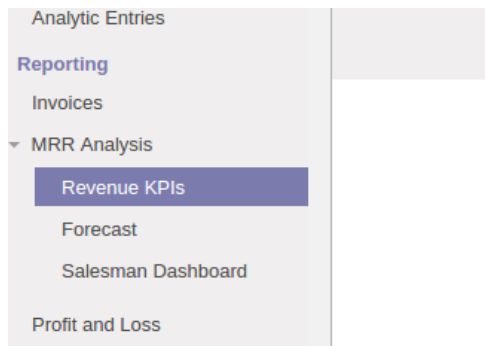 Analytic Entries
Reporting
Invoices
MRR Analysis
Revenue KPIs
Forecast
Salesman Dashboard
Profit and Loss